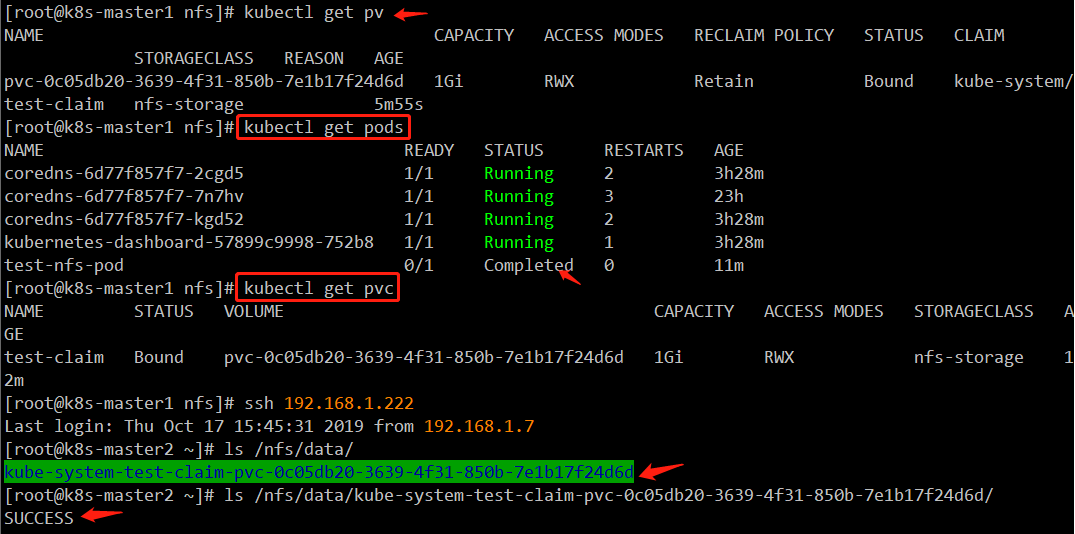 [root@k8s-master1 nfs]# kubectl get pv
NAME CAPACITY ACCESS MODES RECLAIM POLICY STATUS CLAIM
STORAGECLASS REASON AGE
pvc-0c05db20-3639-4f31-850b-7e1b17f24d6d 1Gi RWX Retain Bound kube-system/
test-claim nfs-storage 5m55s
[root@k8s-master1 nfs]# kubectl get pods
NAME READY STATUS RESTARTS AGE
coredns-6d77f857f7-2cgd5 1/1 Running 2 3h28m
coredns-6d77f857f7-7n7hv 1/1 Running 3 23h
coredns-6d77f857f7-kgd52 1/1 Running 2 3h28m
kubernetes-dashboard-57899c9998-752b8 1/1 Running 1 3h28m
test-nfs-pod 0/1 Completed 0 11m
[root@k8s-master1 nfs]# kubectl get pvc
NAME STATUS VOLUME CAPACITY ACCESS MODES STORAGECLASS A
GE
test-claim Bound pvc-0c05db20-3639-4f31-850b-7e1b17f24d6d 1Gi RWX nfs-storage 1
2m
[root@k8s-master1 nfs]# ssh 192.168.1.222
Last login: Thu Oct 17 15:45:31 2019 from 192.168.1.7
[root@k8s-master2 ~]# ls /nfs/data/
kube-system-test-claim-pvc-0c05db20-3639-4f31-850b-7e1b17f24d6d
[root@k8s-master2 ~]# ls /nfs/data/kube-system-test-claim-pvc-0c05db20-3639-4f31-850b-7e1b17f24d6d/
SUCCESS